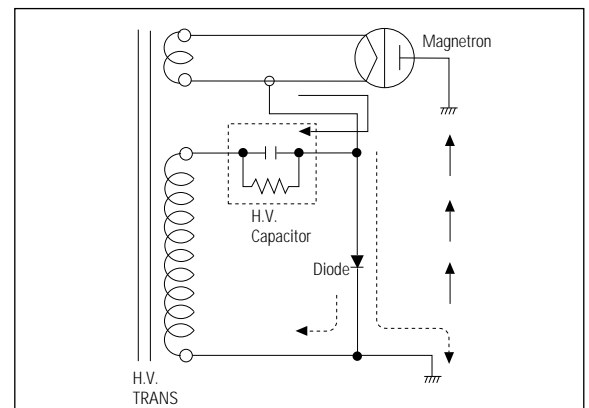 Magnetron
H.V.
Capacitor
Diode
H.V.
TRANS